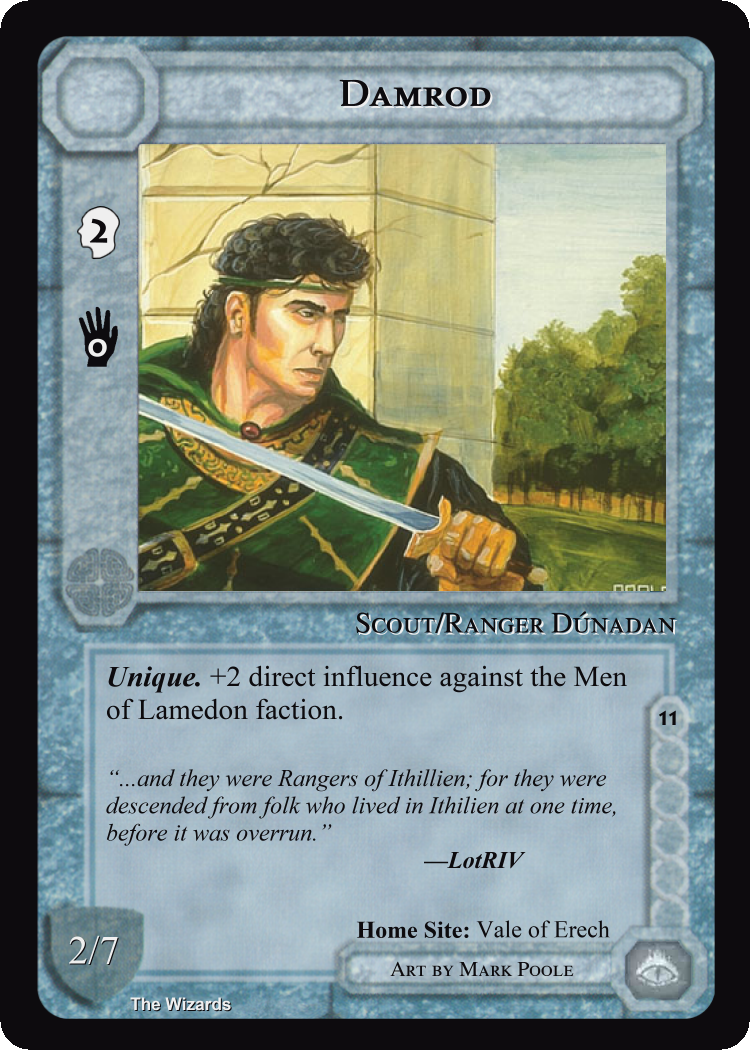 Damrod
2
0
Scout/Ranger Dúnadan
Unique. +2 direct influence against the Men
of Lamedon faction.
11
“...and they were Rangers of Ithillien; for they were
descended from folk who lived in Ithilien at one time,
before it was overrun.”
—LotRIV
Home Site: Vale of Erech
2/7
Art by Mark Poole
The Wizards